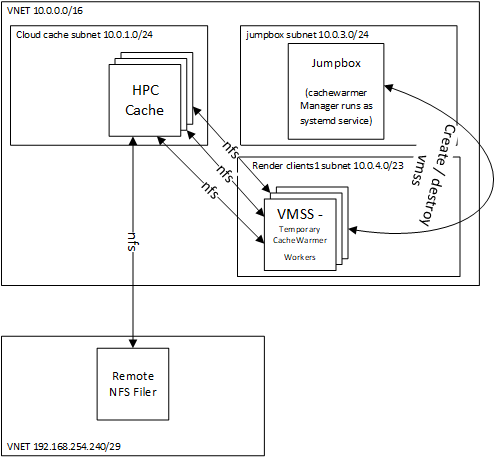 VNET 10.0.0.0/16
Cloud cache subnet 10.0.1.0/24
HPC
Cache
jumpbox subnet 10.0.3.0/24
Jumpbox
(cachewarmer
Manager runs as
systemd service)
Create / destroy
vmss
nfs
nfs
nfs
nfs
Render clients1 subnet 10.0.4.0/23
VMSS -
Temporary
CacheWarmer
Workers
Remote
NFS Filer
VNET 192.168.254.240/29